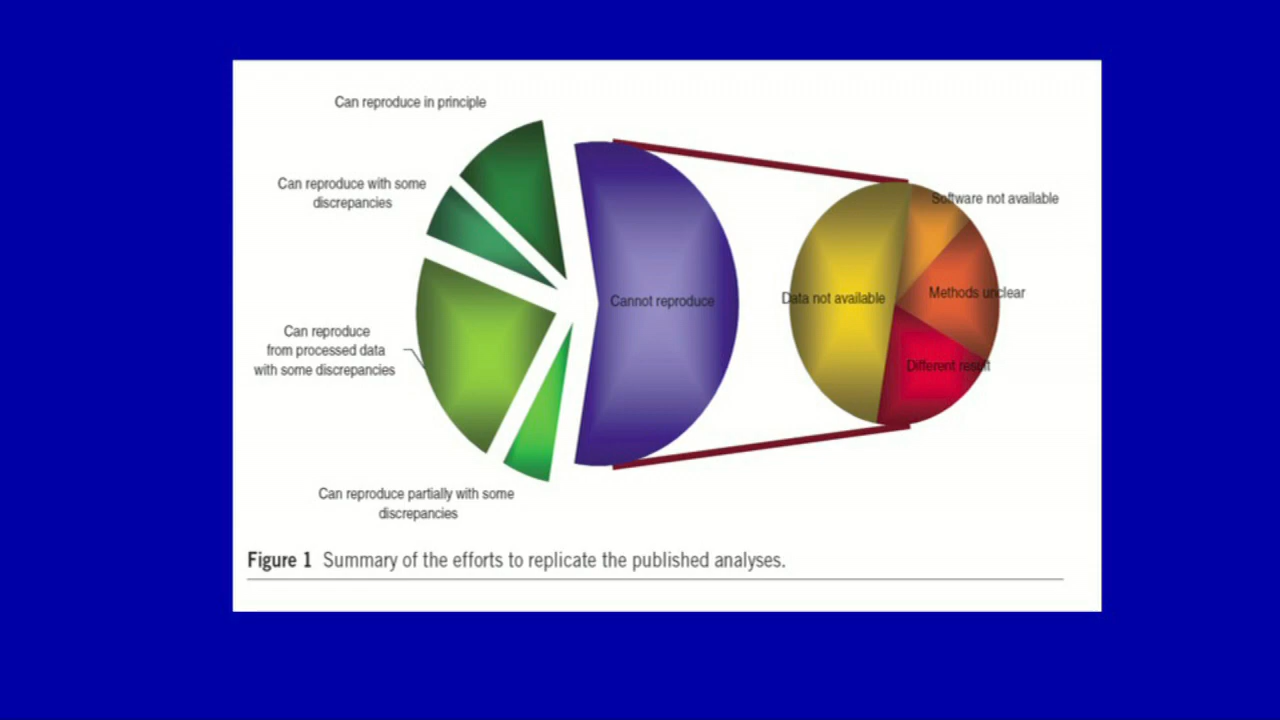 Can reproduce in principle
Can reproduce with some
discrepancies
Can reproduce
from processed data
with some discrepancies
Can reproduce partially with some
discrepancies
Cannot reproduce
Software not available
Data not available
Methods unclear
Different result
Figure 1 Summary of the efforts to replicate the published analyses.